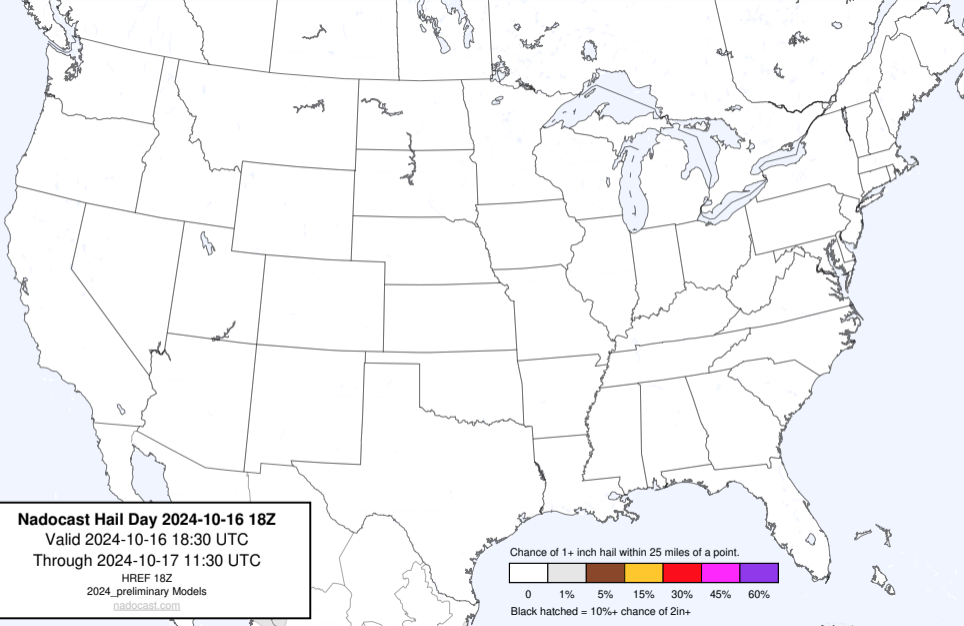 Nadocast Hail Day 2024-10-16 18Z
Valid 2024-10-16 18:30 UTC
Through 2024-10-17 11:30 UTC
HREF 18Z
2024_preliminary Models
nadocast.com
Chance of 1+ inch hail within 25 miles of a point.
0 1% 5% 15% 30% 45% 60%
Black hatched = 10%+ chance of 2in+